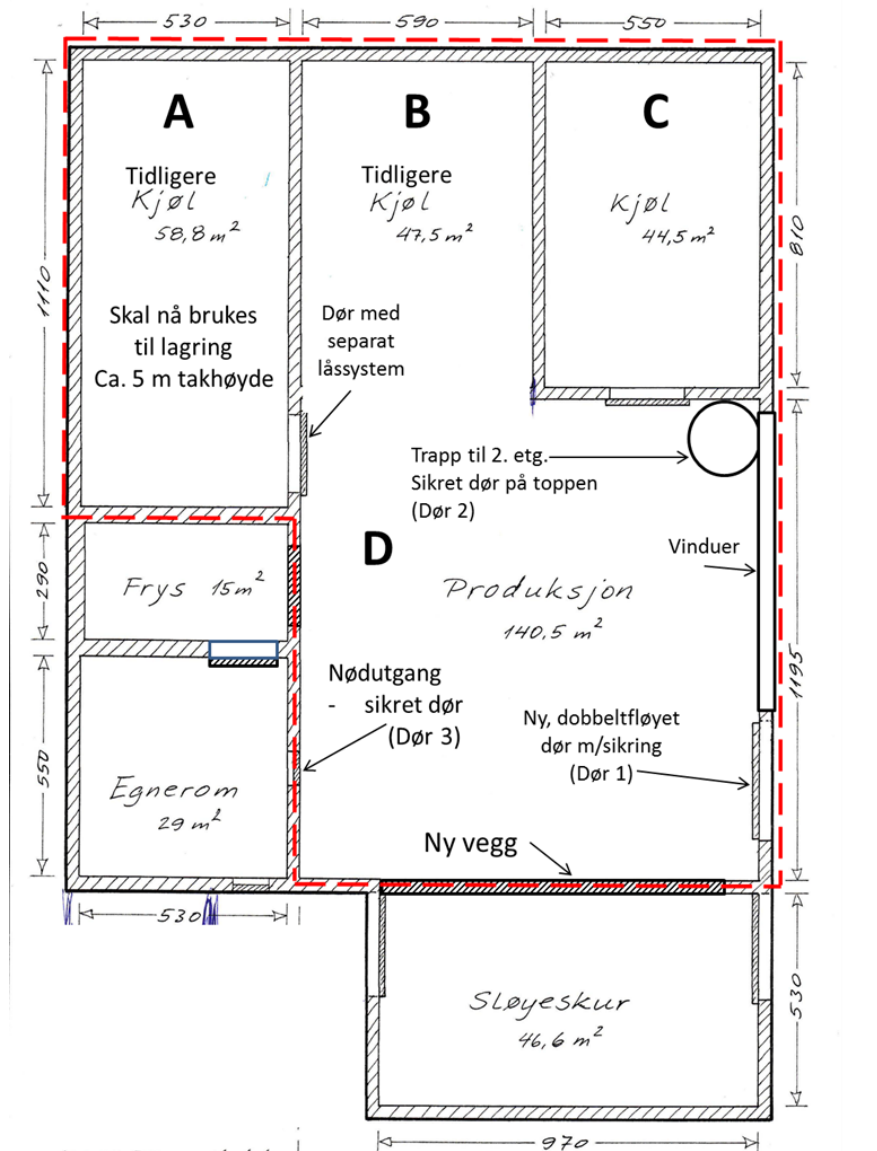 530
590
550
A
B
C
Tidligere
Kjøl
58,8 m²
Tidligere
Kjøl
47,5 m²
Kjøl
44,5 m²
1110
810
Skal nå brukes
til lagring
Ca. 5 m takhøyde
Dør med
separat
låssystem
Trapp til 2. etg.
Sikret dør på toppen
(Dør 2)
D
Vinduer
290
Frys 15 m²
Produksjon
140,5 m²
1195
Nødutgang
- sikret dør
(Dør 3)
Ny, dobbeltfløyet
dør m/sikring
(Dør 1)
550
Egnerom
29 m²
Ny vegg
530
Sløyeskur
46,6 m²
530
970